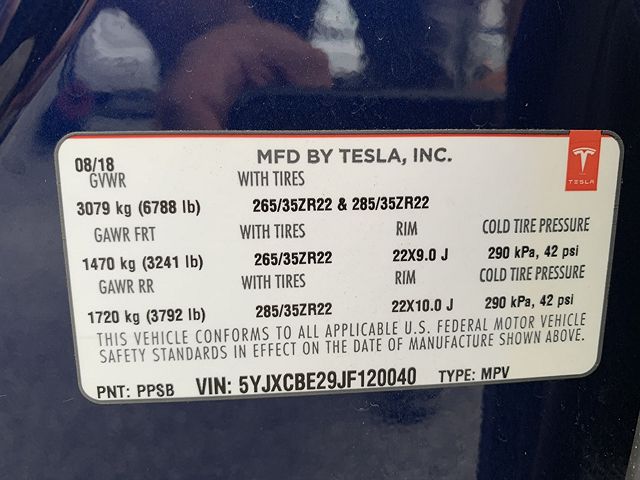 08/18 MFD BY TESLA, INC.
TESLA
GVWR WITH TIRES
3079 kg (6788 lb) 265/35ZR22 & 285/35ZR22
GAWR FRT WITH TIRES RIM COLD TIRE PRESSURE
1470 kg (3241 lb) 265/35ZR22 22X9.0 J 290 kPa, 42 psi
GAWR RR WITH TIRES RIM COLD TIRE PRESSURE
1720 kg (3792 lb) 285/35ZR22 22X10.0 J 290 kPa, 42 psi
THIS VEHICLE CONFORMS TO ALL APPLICABLE U.S. FEDERAL MOTOR VEHICLE
SAFETY STANDARDS IN EFFECT ON THE DATE OF MANUFACTURE SHOWN ABOVE.
PNT: PPSB VIN: 5YJXCBE29JF120040 TYPE: MPV